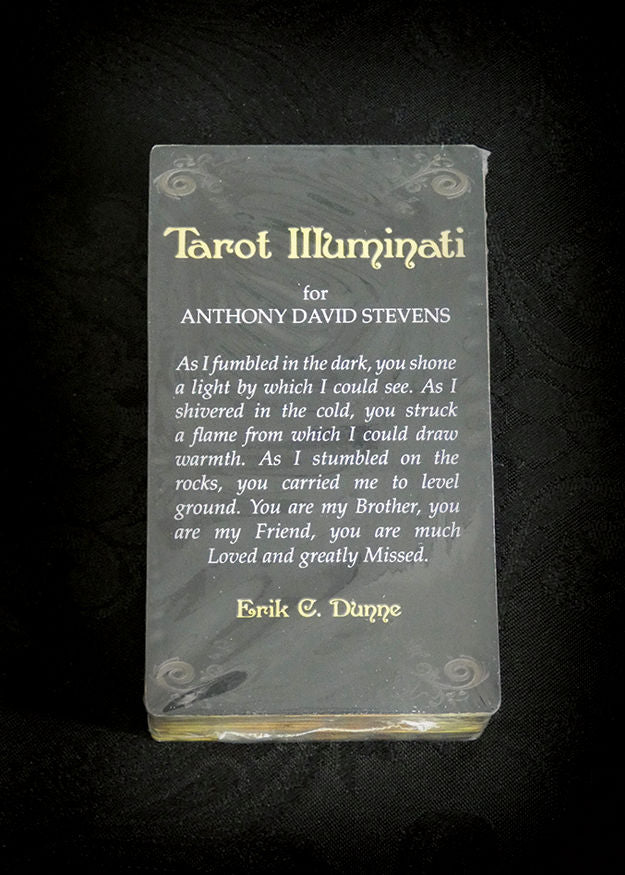 Tarot Illuminati
for
ANTHONY DAVID STEVENS
As I fumbled in the dark, you shone
a light by which I could see. As I
shivered in the cold, you struck
a flame from which I could draw
warmth. As I stumbled on the
rocks, you carried me to level
ground. You are my Brother, you
are my Friend, you are much
Loved and greatly Missed.
Erik C. Dunne